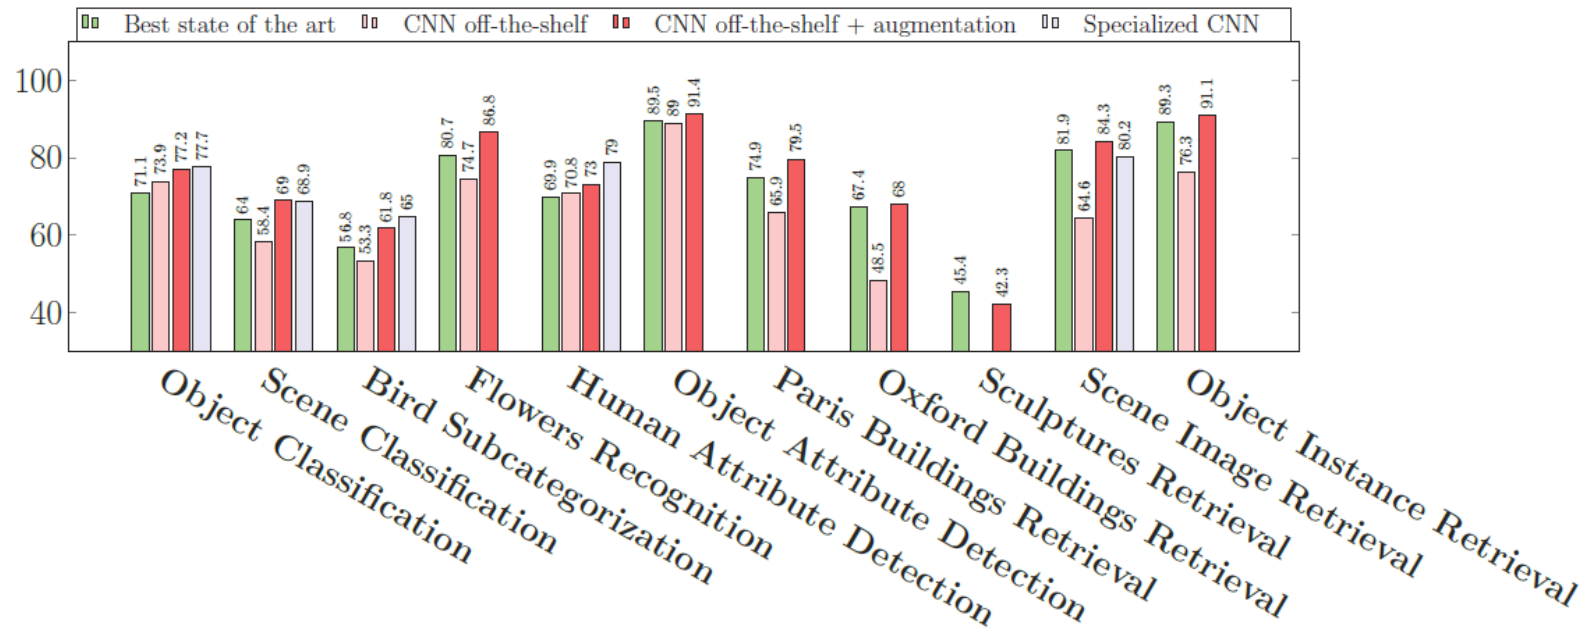 Best state of the art CNN off-the-shelf CNN off-the-shelf + augmentation Specialized CNN
100
80
60
40
71.1 73.9 77.2 77.7
64 58.4 69 68.9
56.8 53.3 61.8 65
80.7 74.7 86.8
69.9 70.8 73 79
89.5 89 91.4
74.9 65.9 79.5
67.4 48.5 68
45.4 42.3
81.9 64.6 84.3 80.2
89.3 76.3 91.1
Object Classification
Scene Classification
Bird Subcategorization
Flowers Recognition
Human Attribute Detection
Object Attribute Detection
Paris Buildings Retrieval
Oxford Buildings Retrieval
Sculptures Retrieval
Scene Image Retrieval
Object Instance Retrieval